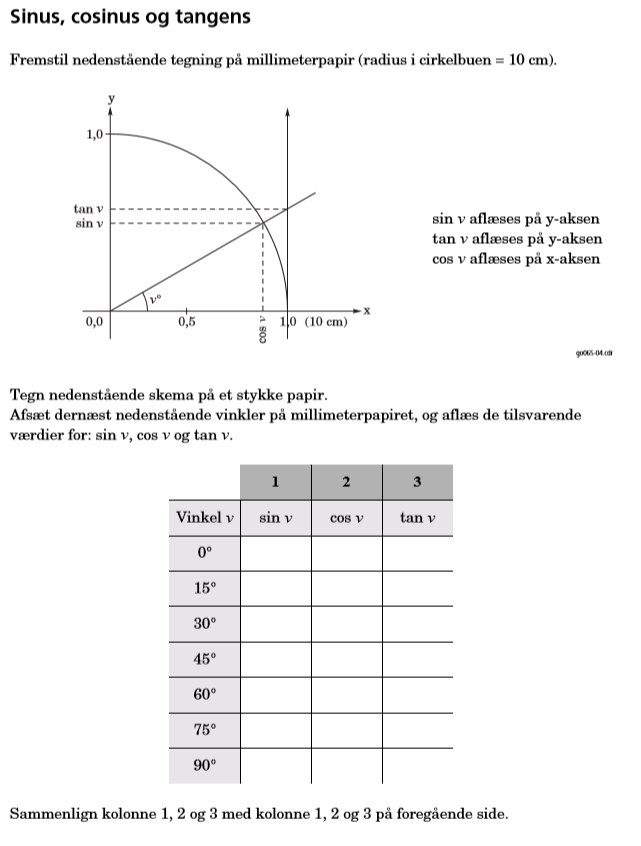 Sinus, cosinus og tangens
Fremstil nedenstående tegning på millimeterpapir (radius i cirkelbuen = 10 cm).
y
1,0
tan v
sin v
sin v aflæses på y-aksen
tan v aflæses på y-aksen
cos v aflæses på x-aksen
v°
x
0,0 0,5 cos v 1,0 (10 cm)
go065-04.cdr
Tegn nedenstående skema på et stykke papir.
Afsæt dernæst nedenstående vinkler på millimeterpapiret, og aflæs de tilsvarende
værdier for: sin v, cos v og tan v.
1 2 3
Vinkel v sin v cos v tan v
0°
15°
30°
45°
60°
75°
90°
Sammenlign kolonne 1, 2 og 3 med kolonne 1, 2 og 3 på foregående side.